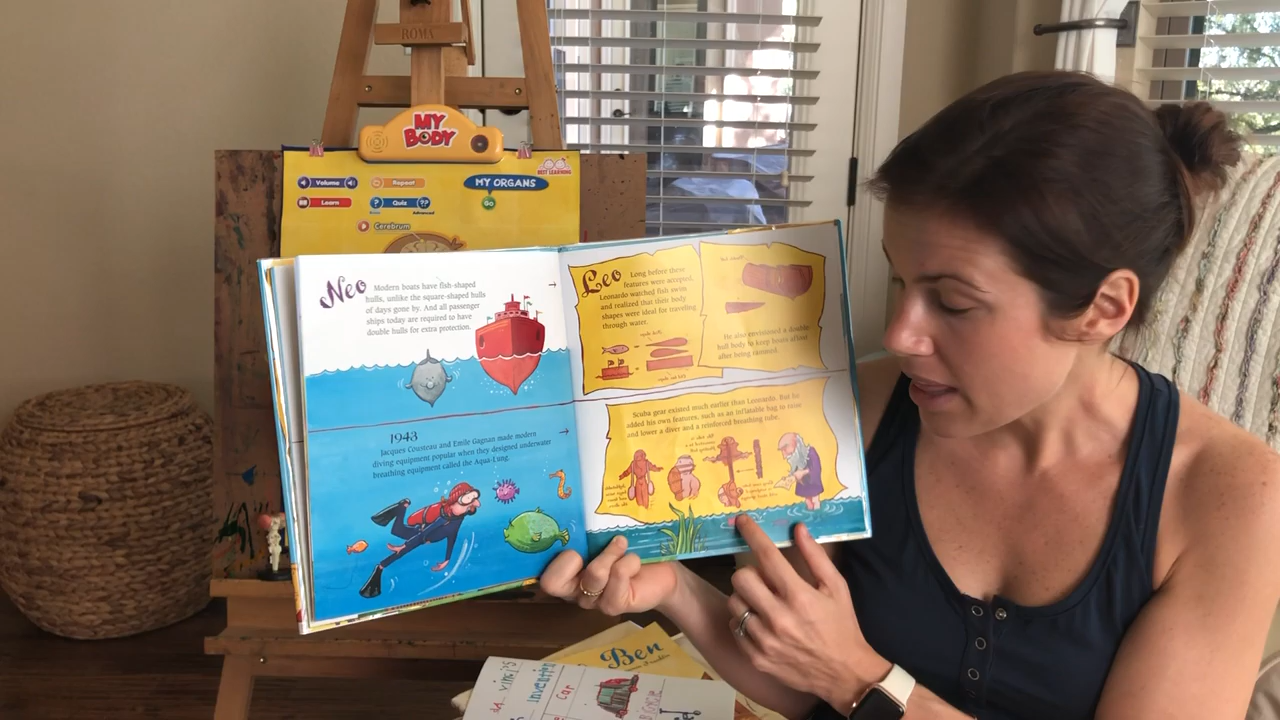 ROMA
MY
BODY
BEST LEARNING
Volume
Repeat
MY ORGANS
Learn
Quiz
Go
Advanced
Cerebrum
Neo Modern boats have fish-shaped
hulls, unlike the square-shaped hulls
of days gone by. And all passenger
ships today are required to have
double hulls for extra protection.
1943
Jacques Cousteau and Emile Gagnan made modern
diving equipment popular when they designed underwater
breathing equipment called the Aqua-Lung.
Leo Long before these
features were accepted,
Leonardo watched fish swim
and realized that their body
shapes were ideal for traveling
through water.
He also envisioned a double-
hull body to keep boats afloat
after being rammed.
Scuba gear existed much earlier than Leonardo. But he
added his own features, such as an inflatable bag to raise
and lower a diver and a reinforced breathing tube.
Ben
invention
car